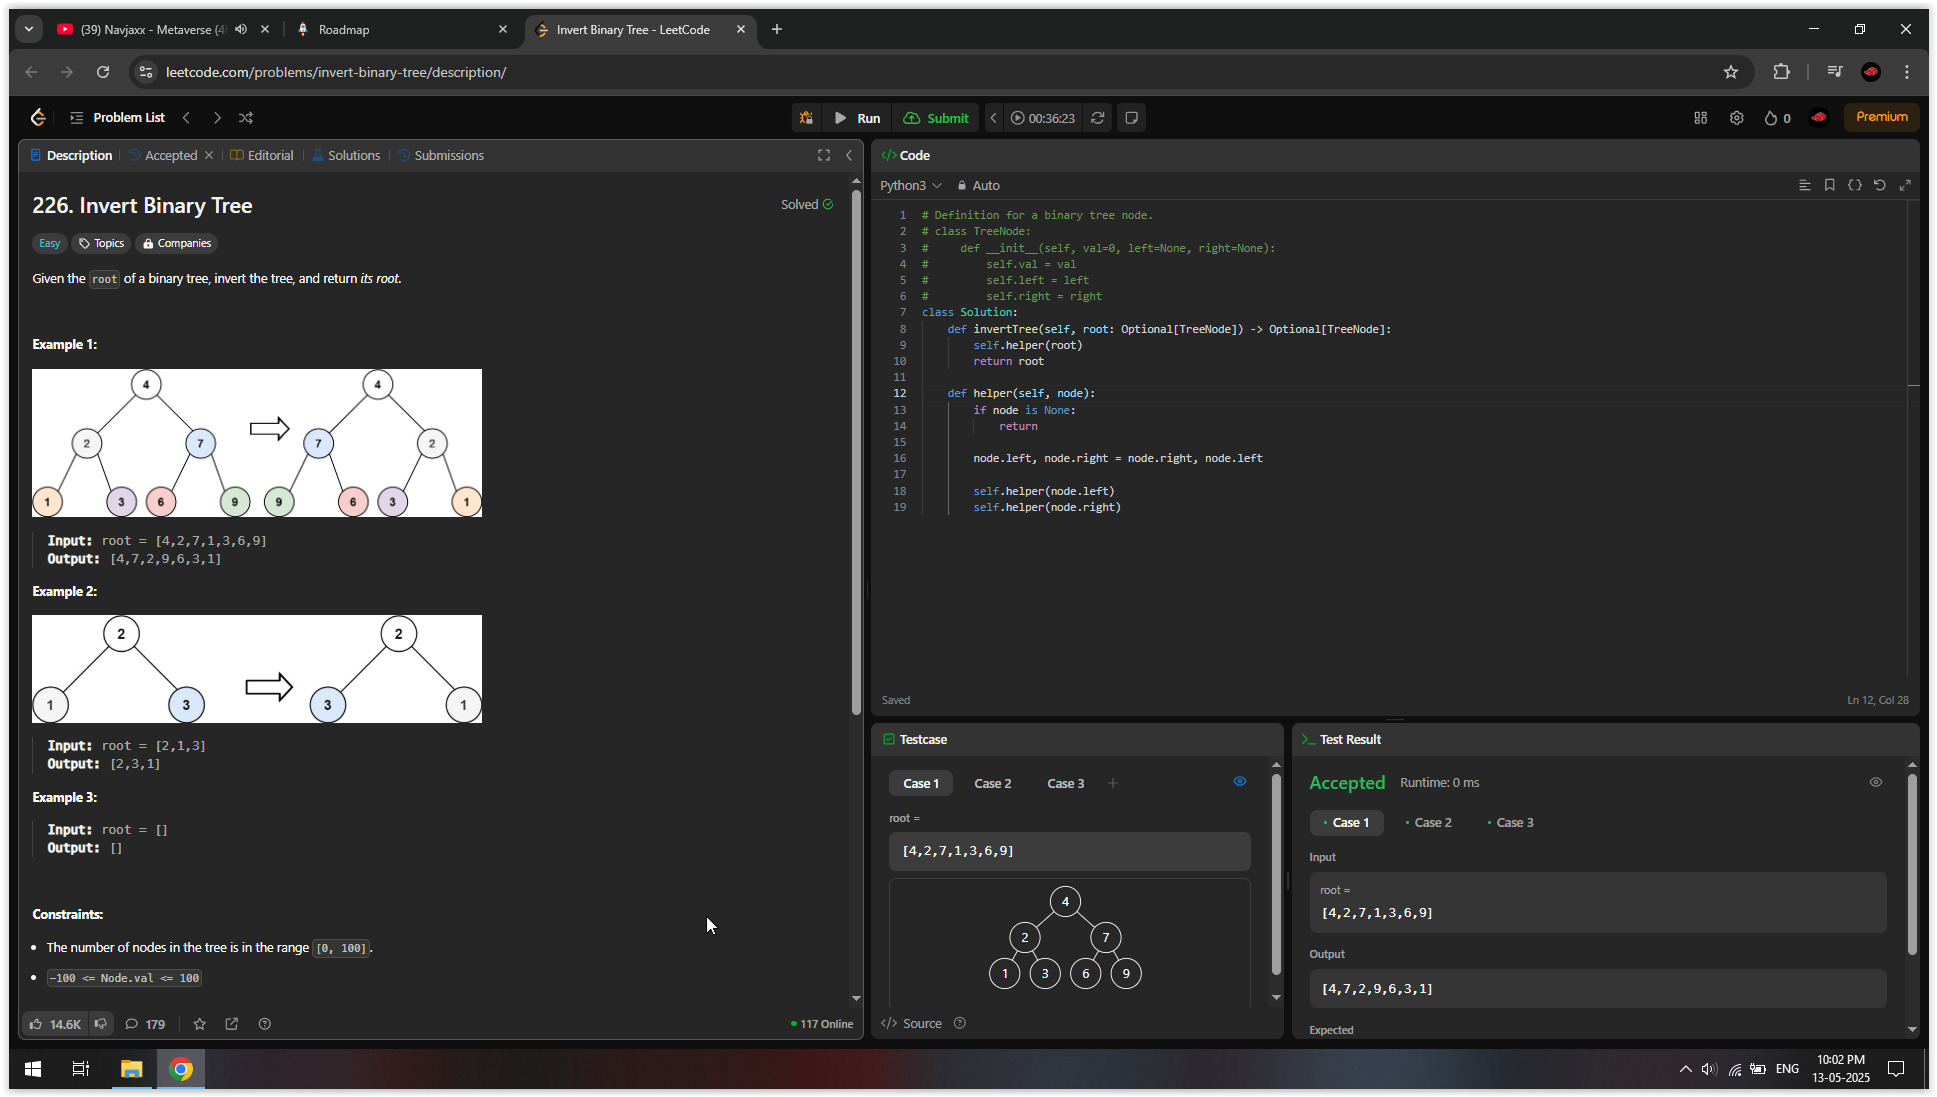 (39) Navjaxx - Metaverse (4
Roadmap
Invert Binary Tree - LeetCode
leetcode.com/problems/invert-binary-tree/description/
Problem List
Run
Submit
00:36:23
0
Premium
Description
Accepted
Editorial
Solutions
Submissions
226. Invert Binary Tree
Solved
Easy
Topics
Companies
Given the root of a binary tree, invert the tree, and return its root.
Example 1:
4
4
2
7
7
2
1
3
6
9
9
6
3
1
Input: root = [4,2,7,1,3,6,9]
Output: [4,7,2,9,6,3,1]
Example 2:
2
2
1
3
3
1
Input: root = [2,1,3]
Output: [2,3,1]
Example 3:
Input: root = []
Output: []
Constraints:
• The number of nodes in the tree is in the range [0, 100].
• -100 <= Node.val <= 100
14.6K
179
117 Online
</> Code
Python3
Auto
1 # Definition for a binary tree node.
2 # class TreeNode:
3 #     def __init__(self, val=0, left=None, right=None):
4 #         self.val = val
5 #         self.left = left
6 #         self.right = right
7 class Solution:
8     def invertTree(self, root: Optional[TreeNode]) -> Optional[TreeNode]:
9         self.helper(root)
10         return root
11
12     def helper(self, node):
13         if node is None:
14             return
15
16         node.left, node.right = node.right, node.left
17
18         self.helper(node.left)
19         self.helper(node.right)
Saved
Ln 12, Col 28
Testcase
Case 1
Case 2
Case 3
root =
[4,2,7,1,3,6,9]
4
2
7
1
3
6
9
</> Source
Test Result
Accepted
Runtime: 0 ms
Case 1
Case 2
Case 3
Input
root =
[4,2,7,1,3,6,9]
Output
[4,7,2,9,6,3,1]
Expected
ENG
10:02 PM
13-05-2025